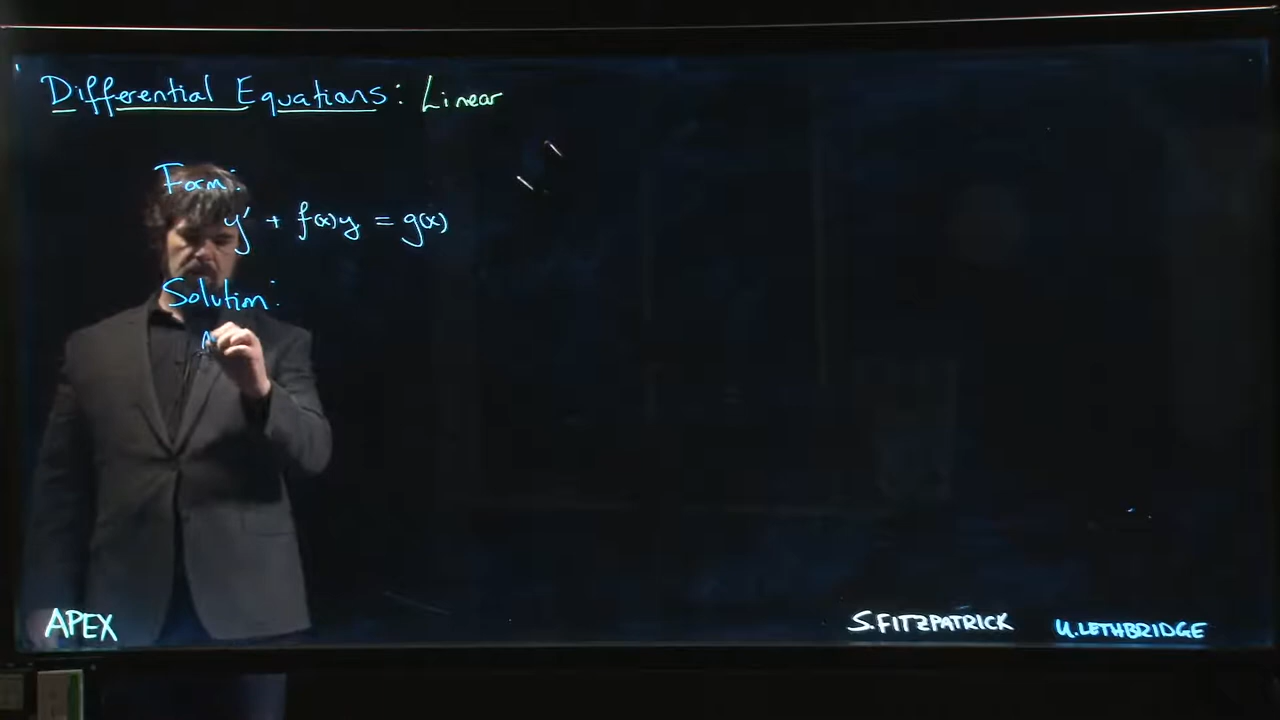 Differential Equations: Linear
Form:
y' + f(x)y = g(x)
Solution:
APEX
S.FITZPATRICK
U.LETHBRIDGE